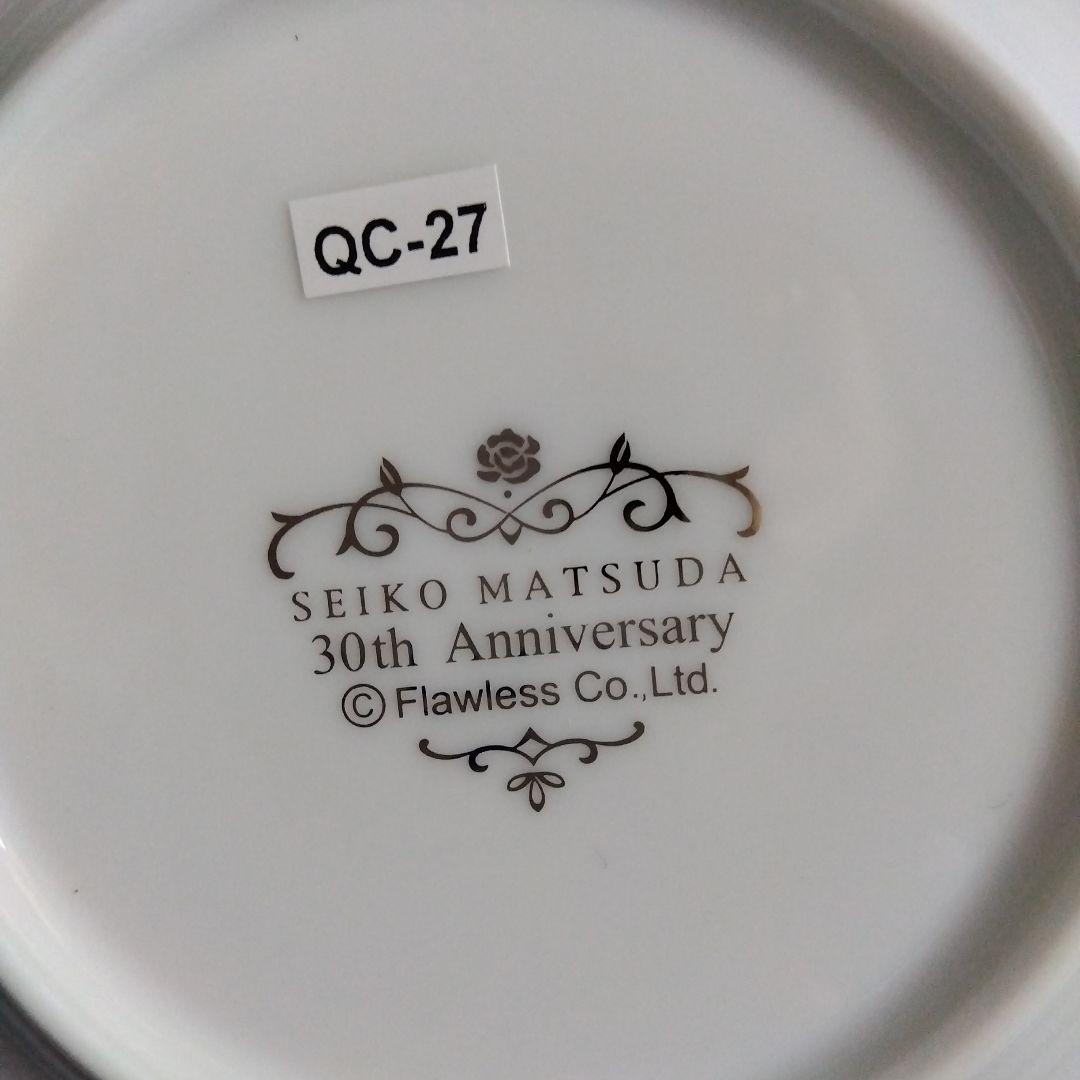 QC-27
SEIKO MATSUDA
30th Anniversary
©Flawless Co.,Ltd.